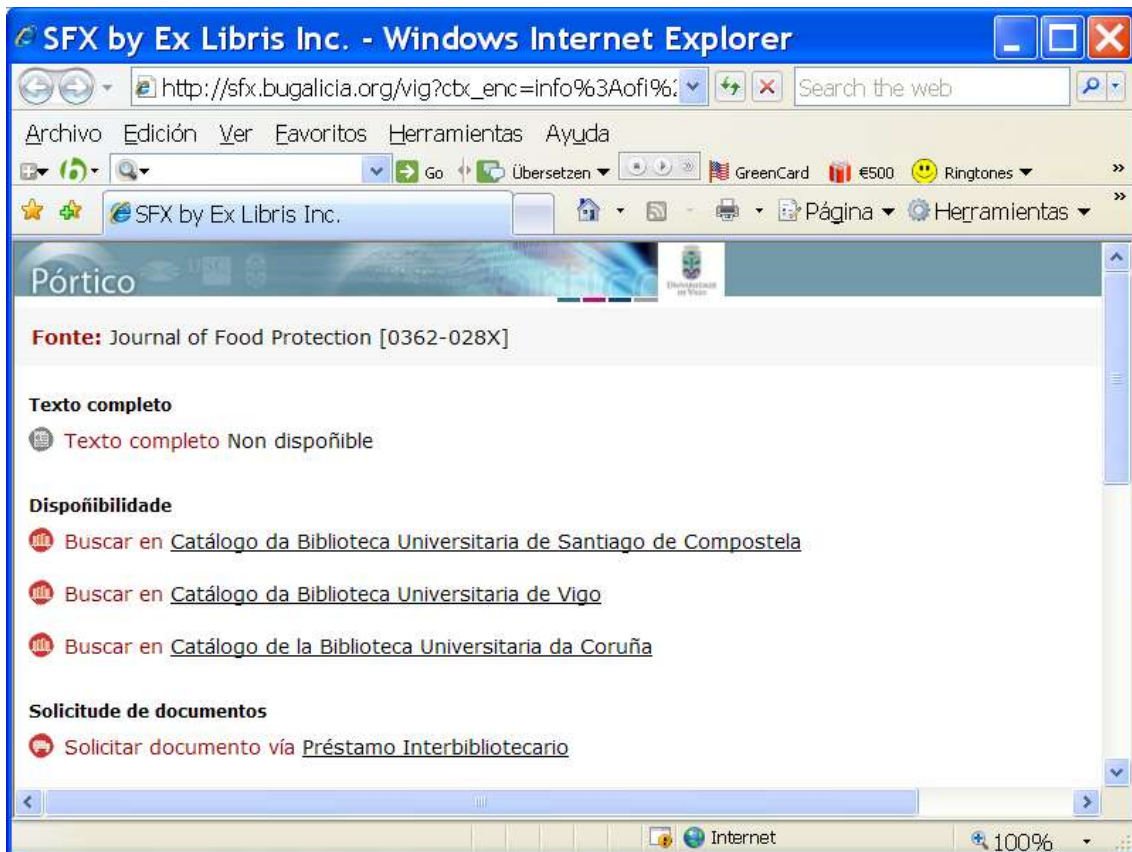 SFX by Ex Libris Inc. - Windows Internet Explorer
http://sfx.bugalicia.org/vig?ctx_enc=info%3Aofi%
Search the web
Archivo Edición Ver Favoritos Herramientas Ayuda
Go Übersetzen GreenCard €500 Ringtones »
SFX by Ex Libris Inc. Página Herramientas »
Pórtico
Fonte: Journal of Food Protection [0362-028X]
Texto completo
Texto completo Non dispoñible
Dispoñibilidade
Buscar en Catálogo da Biblioteca Universitaria de Santiago de Compostela
Buscar en Catálogo da Biblioteca Universitaria de Vigo
Buscar en Catálogo de la Biblioteca Universitaria da Coruña
Solicitude de documentos
Solicitar documento vía Préstamo Interbibliotecario
Internet 100%